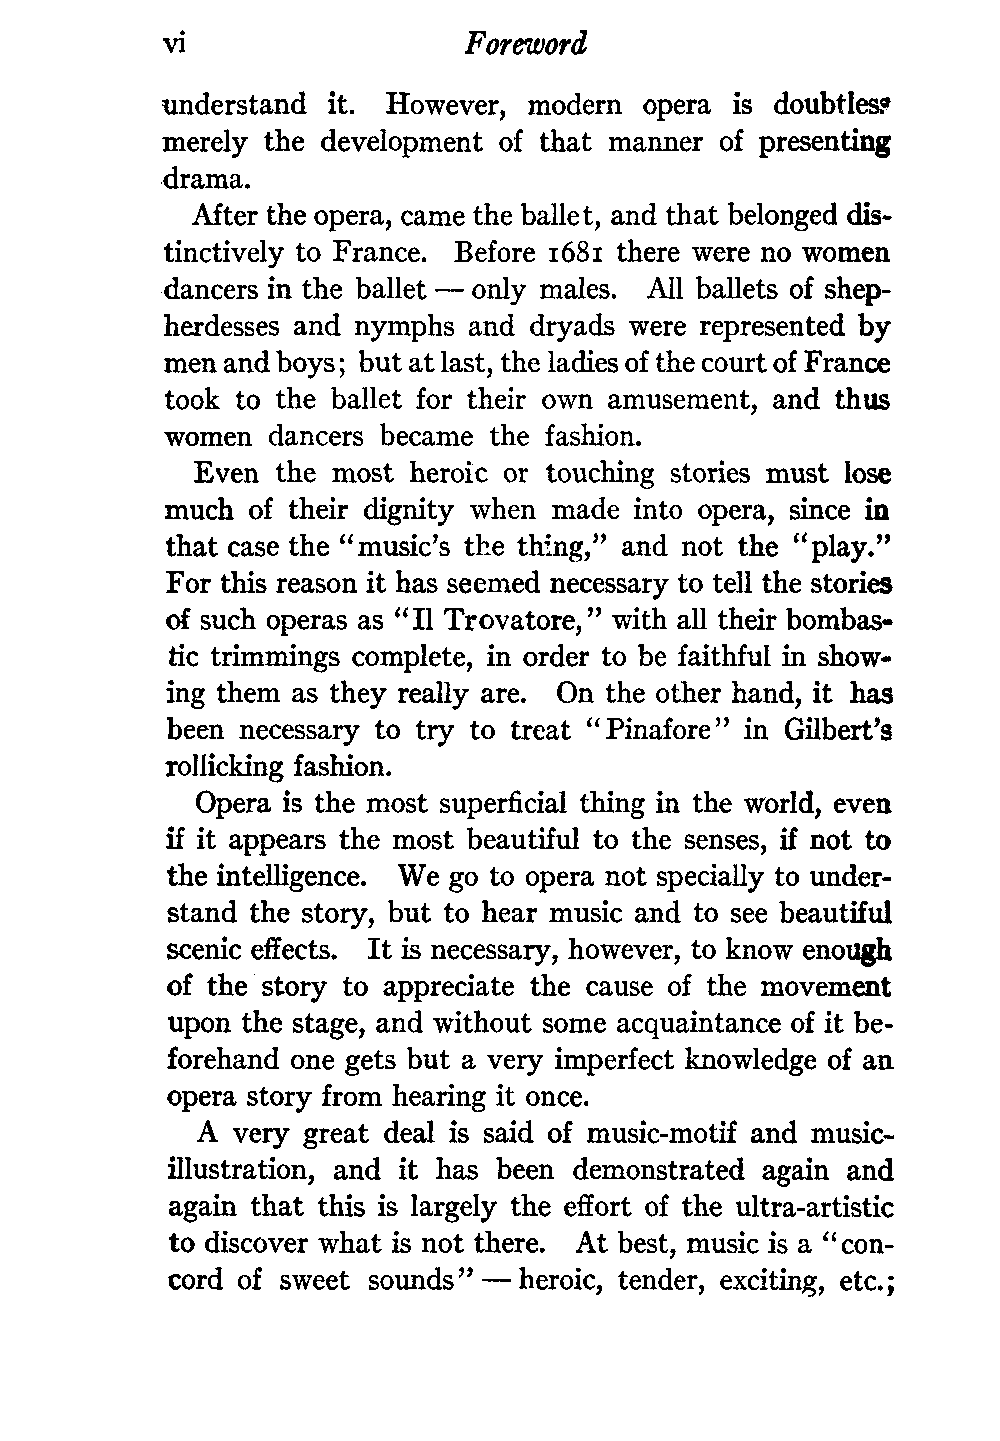 vi Foreword
understand it. However, modern opera is doubtless
merely the development of that manner of presenting
drama.
After the opera, came the ballet, and that belonged dis-
tinctively to France. Before 1681 there were no women
dancers in the ballet — only males. All ballets of shep-
herdesses and nymphs and dryads were represented by
men and boys; but at last, the ladies of the court of France
took to the ballet for their own amusement, and thus
women dancers became the fashion.
Even the most heroic or touching stories must lose
much of their dignity when made into opera, since in
that case the "music's the thing," and not the "play."
For this reason it has seemed necessary to tell the stories
of such operas as "Il Trovatore," with all their bombas-
tic trimmings complete, in order to be faithful in show-
ing them as they really are. On the other hand, it has
been necessary to try to treat "Pinafore" in Gilbert's
rollicking fashion.
Opera is the most superficial thing in the world, even
if it appears the most beautiful to the senses, if not to
the intelligence. We go to opera not specially to under-
stand the story, but to hear music and to see beautiful
scenic effects. It is necessary, however, to know enough
of the story to appreciate the cause of the movement
upon the stage, and without some acquaintance of it be-
forehand one gets but a very imperfect knowledge of an
opera story from hearing it once.
A very great deal is said of music-motif and music-
illustration, and it has been demonstrated again and
again that this is largely the effort of the ultra-artistic
to discover what is not there. At best, music is a "con-
cord of sweet sounds" — heroic, tender, exciting, etc.;